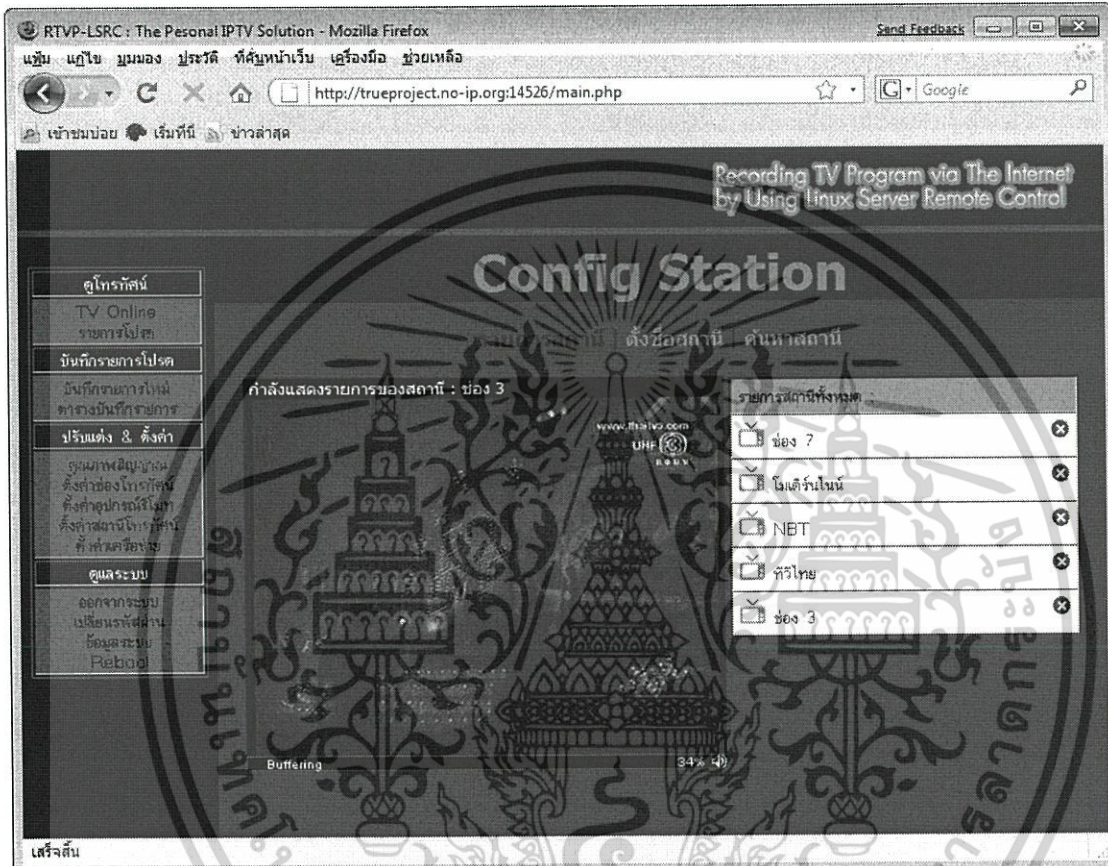 RTVP-LSRC : The Pesonal IPTV Solution - Mozilla Firefox
Send Feedback
แฟ้ม แก้ไข มุมมอง ประวัติ ที่คั่นหน้าเว็บ เครื่องมือ ช่วยเหลือ
http://trueproject.no-ip.org:14526/main.php
Google
เข้าชมบ่อย เริ่มที่นี่ ข่าวล่าสุด
Recording TV Program via The Internet
by Using Linux Server Remote Control
Config Station
ดูโทรทัศน์
TV Online
รายการโปรด
บันทึกรายการโปรด
บันทึกรายการใหม่
ตารางบันทึกรายการ
ปรับแต่ง & ตั้งค่า
คุณภาพสัญญาณ
ตั้งค่าช่องโทรทัศน์
ตั้งค่าอุปกรณ์รีโมท
ตั้งค่าสถานีโทรทัศน์
ตั้งค่าเครือข่าย
ดูแลระบบ
ออกจากระบบ
เปลี่ยนรหัสผ่าน
ข้อมูลระบบ
Reboot
ตั้งชื่อสถานี | ค้นหาสถานี
กำลังแสดงรายการของสถานี : ช่อง 3
www.thaitv3.com
UHF 3
Buffering
34%
รายการสถานีทั้งหมด :
ช่อง 7
โมเดิร์นไนน์
NBT
ทีวีไทย
ช่อง 3
เสร็จสิ้น